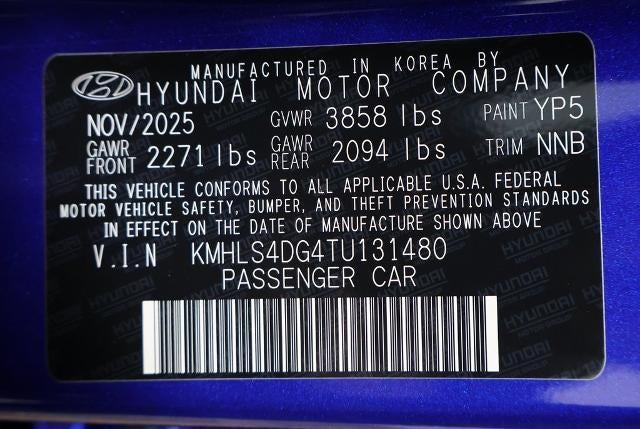 MANUFACTURED IN KOREA BY
HYUNDAI MOTOR COMPANY
NOV/2025 GVWR 3858 lbs PAINT YP5
GAWR FRONT 2271 lbs GAWR REAR 2094 lbs TRIM NNB
THIS VEHICLE CONFORMS TO ALL APPLICABLE U.S.A. FEDERAL
MOTOR VEHICLE SAFETY, BUMPER, AND THEFT PREVENTION STANDARDS
IN EFFECT ON THE DATE OF MANUFACTURE SHOWN ABOVE
V.I.N KMHLS4DG4TU131480
PASSENGER CAR